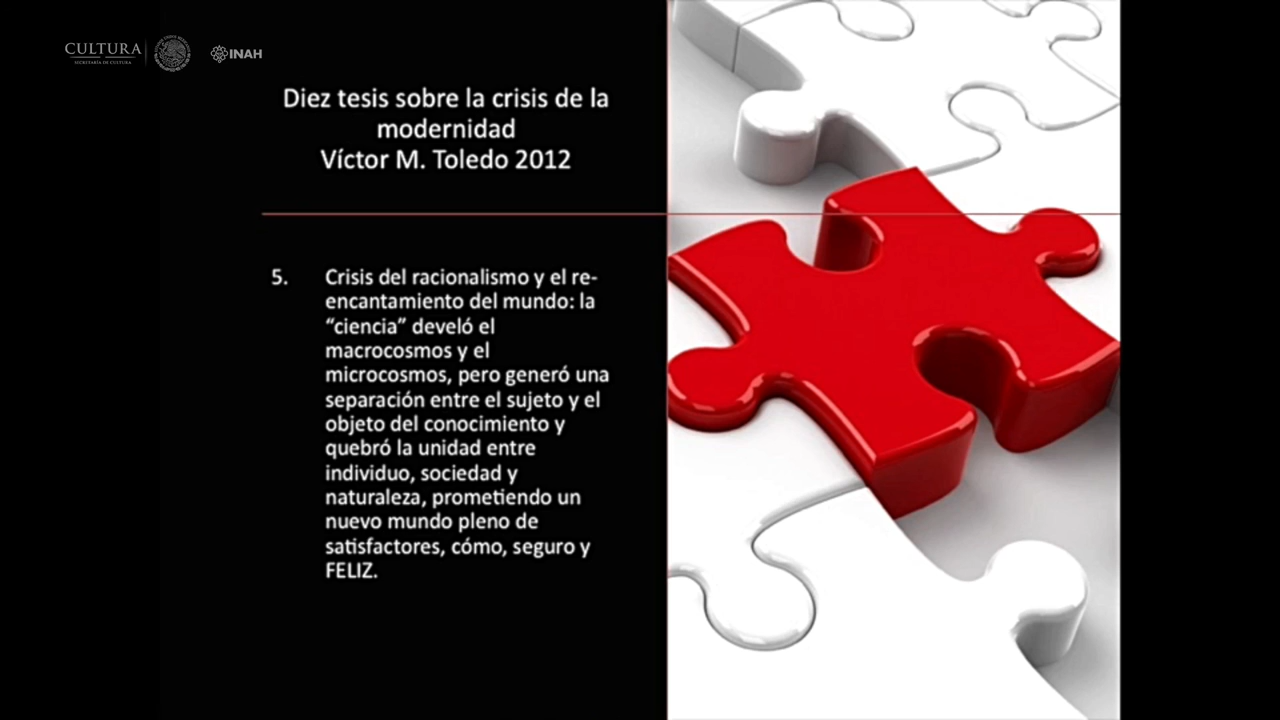 CULTURA
SECRETARÍA DE CULTURA
INAH
Diez tesis sobre la crisis de la
modernidad
Víctor M. Toledo 2012
5. Crisis del racionalismo y el re-
encantamiento del mundo: la
“ciencia” develó el
macrocosmos y el
microcosmos, pero generó una
separación entre el sujeto y el
objeto del conocimiento y
quebró la unidad entre
individuo, sociedad y
naturaleza, prometiendo un
nuevo mundo pleno de
satisfactores, cómo, seguro y
FELIZ.